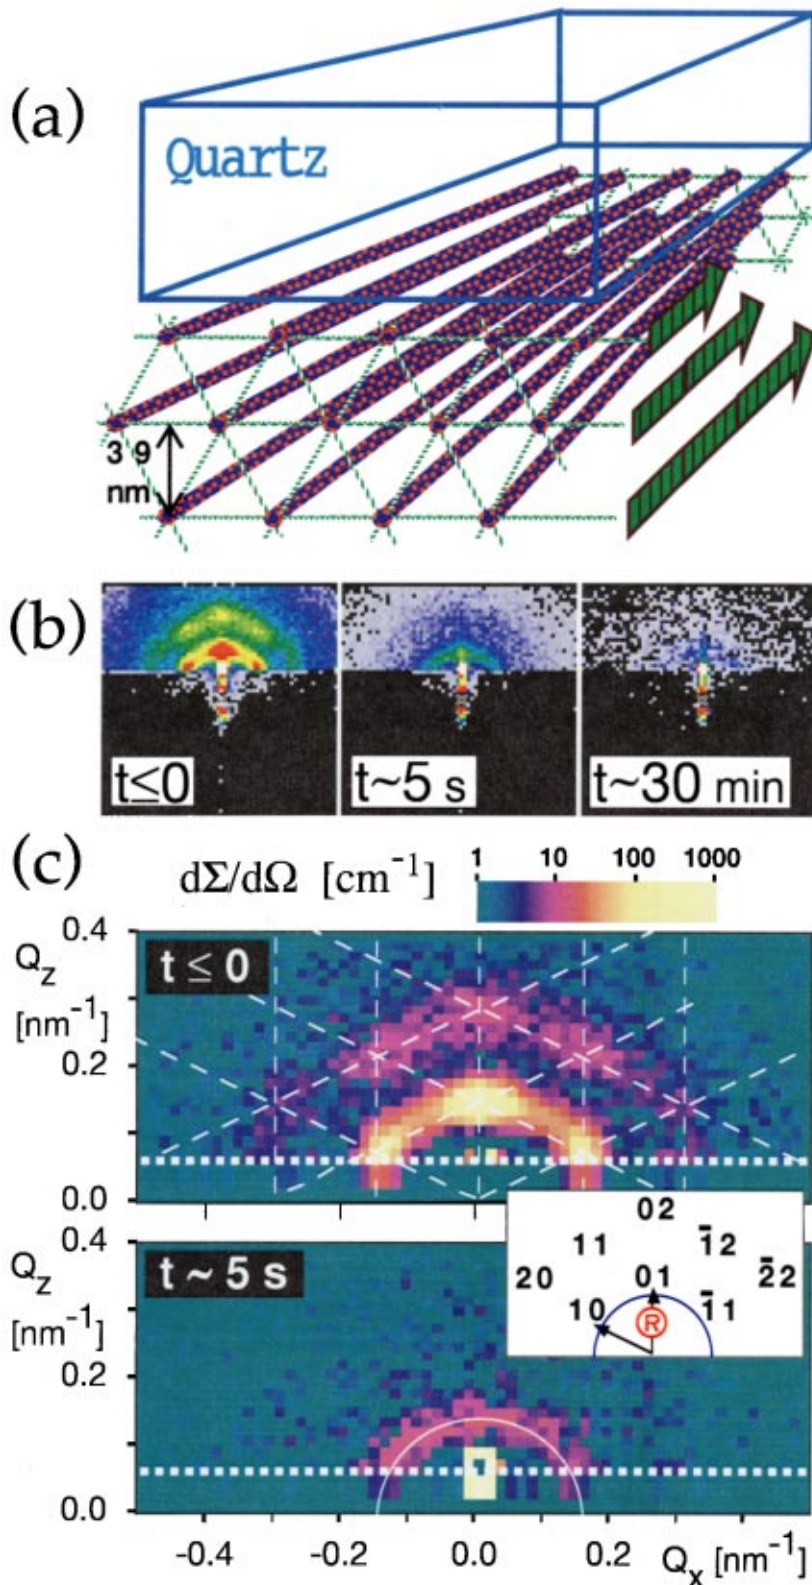 (a)
Quartz
3 9
nm
(b)
t≤0
t~5 s
t~30 min
(c)
dΣ/dΩ [cm⁻¹]
1 10 100 1000
0.4
Q_z
[nm⁻¹]
0.2
0.0
t ≤ 0
02
11 1̄2
20 01 2̄2
10 1̄1
R
0.4
Q_z
[nm⁻¹]
0.2
0.0
t ~ 5 s
-0.4 -0.2 0.0 0.2 Q_x [nm⁻¹]